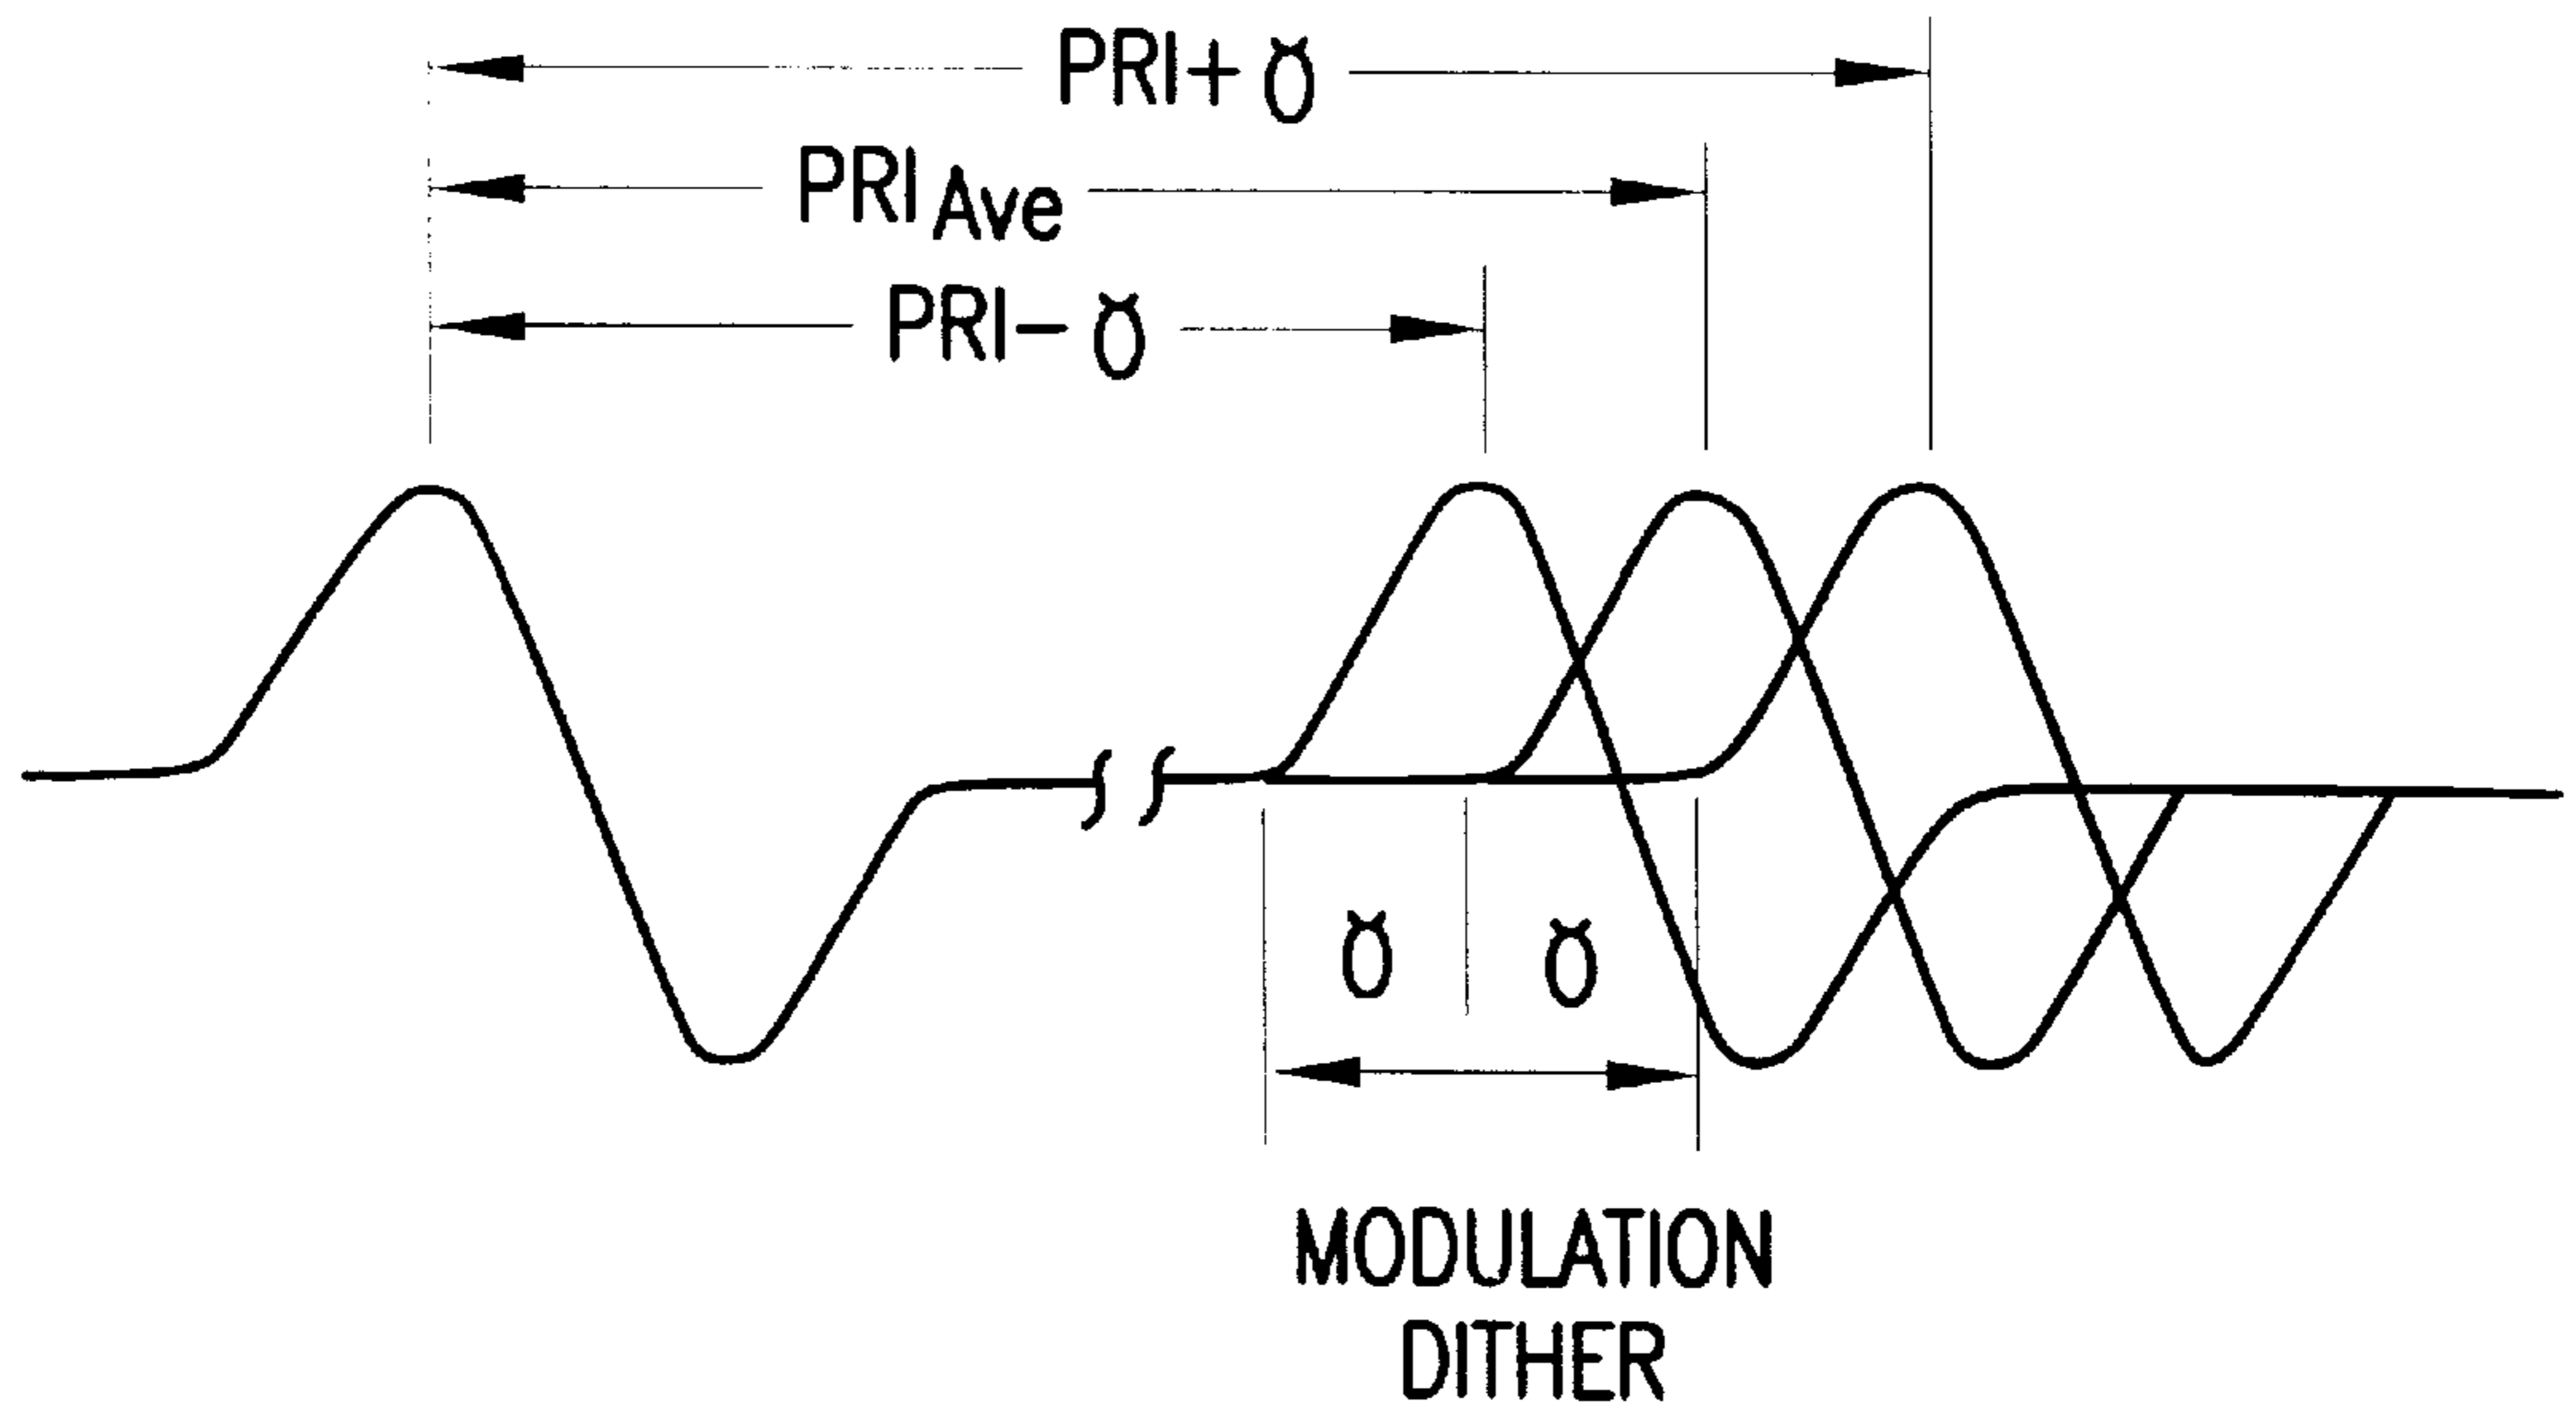 PRI+ ŏ
PRI Ave
PRI− ŏ
ŏ ŏ
MODULATION
DITHER